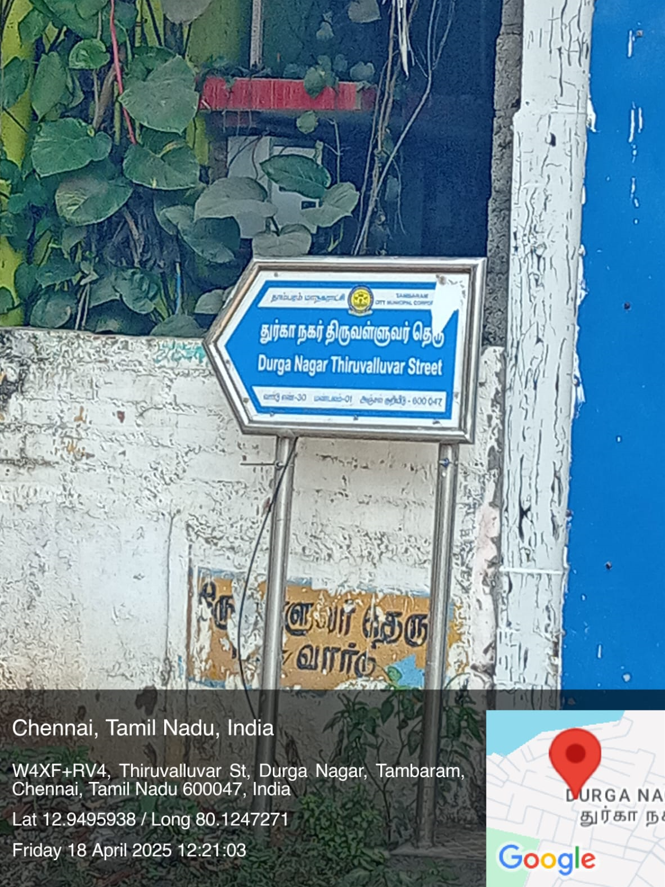 தாம்பரம் மாநகராட்சி
TAMBARAM
CITY MUNICIPAL
துர்கா நகர் திருவள்ளுவர் தெரு
Durga Nagar Thiruvalluvar Street
வார்டு எண்-30 மண்டலம்-01 அஞ்சல் குறியீடு - 600 047
தெரு
வார்டு
Chennai, Tamil Nadu, India
W4XF+RV4, Thiruvalluvar St, Durga Nagar, Tambaram,
Chennai, Tamil Nadu 600047, India
Lat 12.9495938 / Long 80.1247271
Friday 18 April 2025 12:21:03
DURGA NA
துர்கா நக
Google